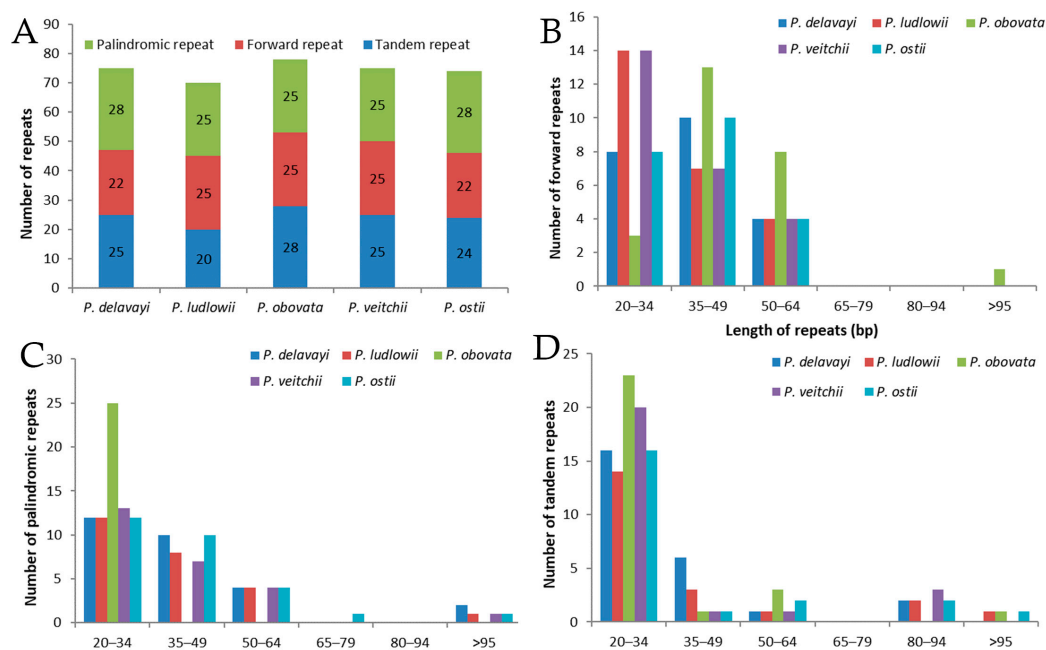 A
Palindromic repeat Forward repeat Tandem repeat
Number of repeats
90
80
70
60
50
40
30
20
10
0
28 25 25 25 28
22 25 25 25 22
25 20 28 25 24
P. delavayi P. ludlowii P. obovata P. veitchii P. ostii
B
P. delavayi P. ludlowii P. obovata
P. veitchii P. ostii
Number of forward repeats
16
14
12
10
8
6
4
2
0
20–34 35–49 50–64 65–79 80–94 >95
Length of repeats (bp)
C
P. delavayi P. ludlowii P. obovata
P. veitchii P. ostii
Number of palindromic repeats
30
25
20
15
10
5
0
20–34 35–49 50–64 65–79 80–94 >95
D
P. delavayi P. ludlowii P. obovata
P. veitchii P. ostii
Number of tandem repeats
25
20
15
10
5
0
20–34 35–49 50–64 65–79 80–94 >95